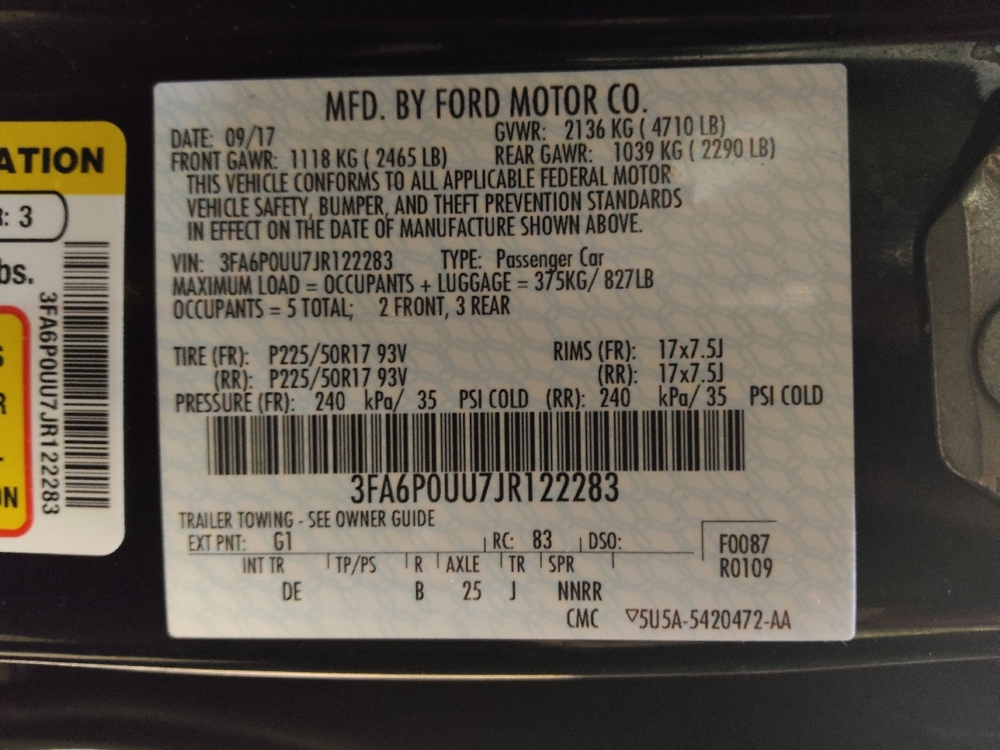 MFD. BY FORD MOTOR CO.
DATE: 09/17 GVWR: 2136 KG ( 4710 LB)
FRONT GAWR: 1118 KG ( 2465 LB) REAR GAWR: 1039 KG ( 2290 LB)
THIS VEHICLE CONFORMS TO ALL APPLICABLE FEDERAL MOTOR
VEHICLE SAFETY, BUMPER, AND THEFT PREVENTION STANDARDS
IN EFFECT ON THE DATE OF MANUFACTURE SHOWN ABOVE.
VIN: 3FA6P0UU7JR122283 TYPE: Passenger Car
MAXIMUM LOAD = OCCUPANTS + LUGGAGE = 375KG/ 827LB
OCCUPANTS = 5 TOTAL; 2 FRONT, 3 REAR
TIRE (FR): P225/50R17 93V RIMS (FR): 17x7.5J
(RR): P225/50R17 93V (RR): 17x7.5J
PRESSURE (FR): 240 kPa/ 35 PSI COLD (RR): 240 kPa/ 35 PSI COLD
3FA6P0UU7JR122283
TRAILER TOWING - SEE OWNER GUIDE
EXT PNT: G1 RC: 83 DSO: F0087
R0109
INT TR TP/PS R AXLE TR SPR
DE B 25 J NNRR
CMC ▽5U5A-5420472-AA
ATION
R: 3
bs.
3FA6P0UU7JR122283
S
R
-
ON